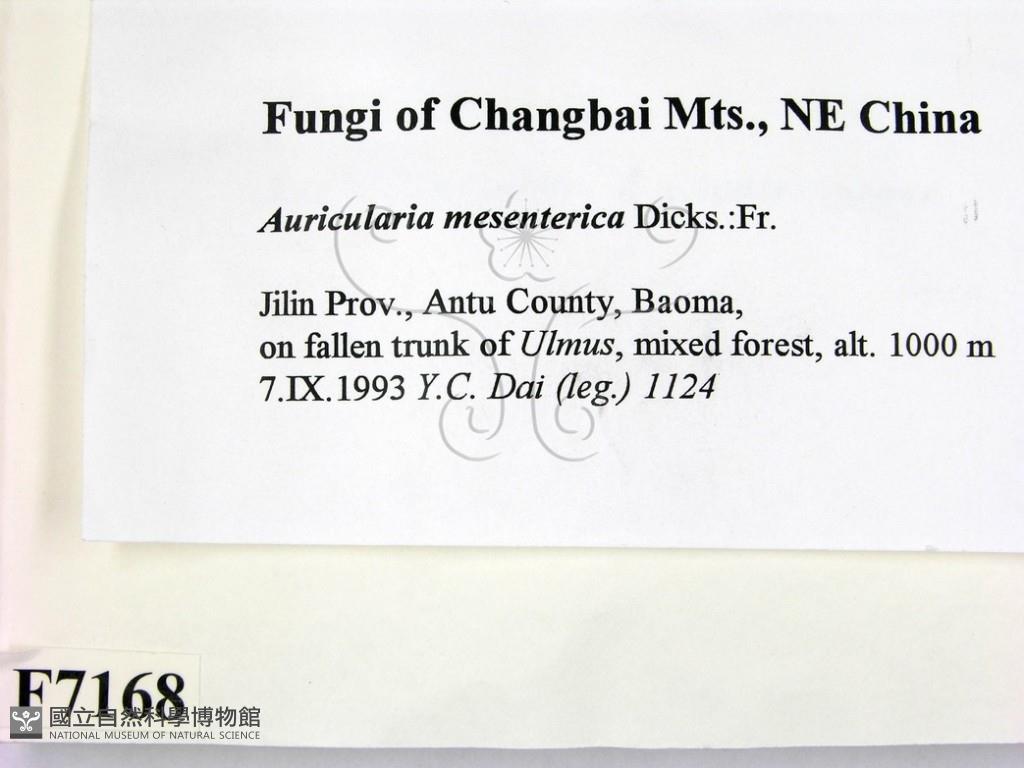 Fungi of Changbai Mts., NE China
Auricularia mesenterica Dicks.:Fr.
Jilin Prov., Antu County, Baoma,
on fallen trunk of Ulmus, mixed forest, alt. 1000 m
7.IX.1993 Y.C. Dai (leg.) 1124
F7168
國立自然科學博物館
NATIONAL MUSEUM OF NATURAL SCIENCE